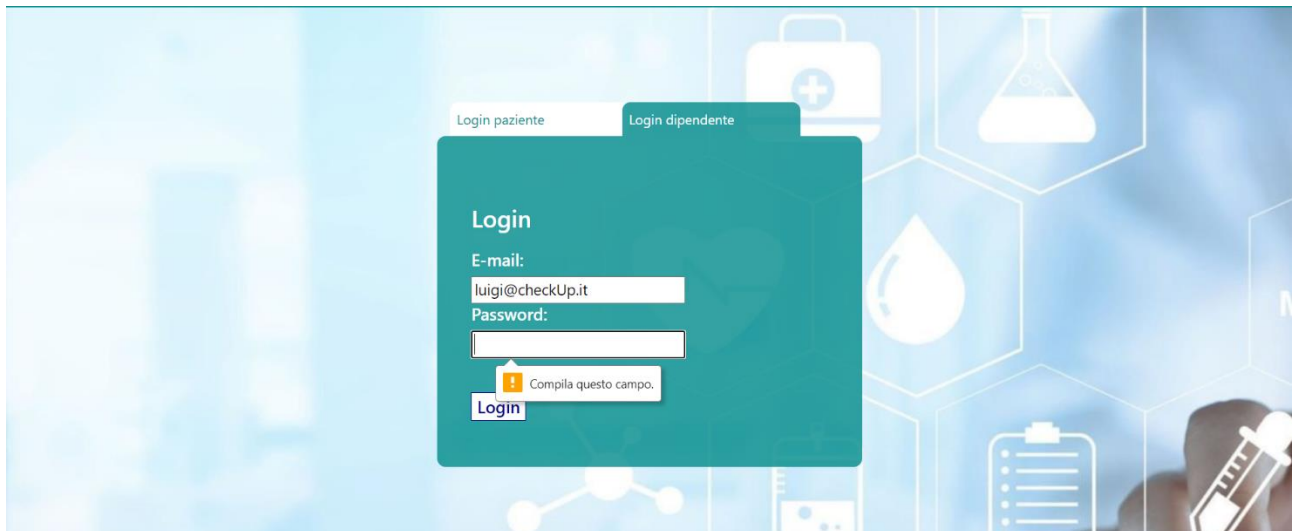 Login paziente
Login dipendente
Login
E-mail:
luigi@checkUp.it
Password:
Compila questo campo.
Login